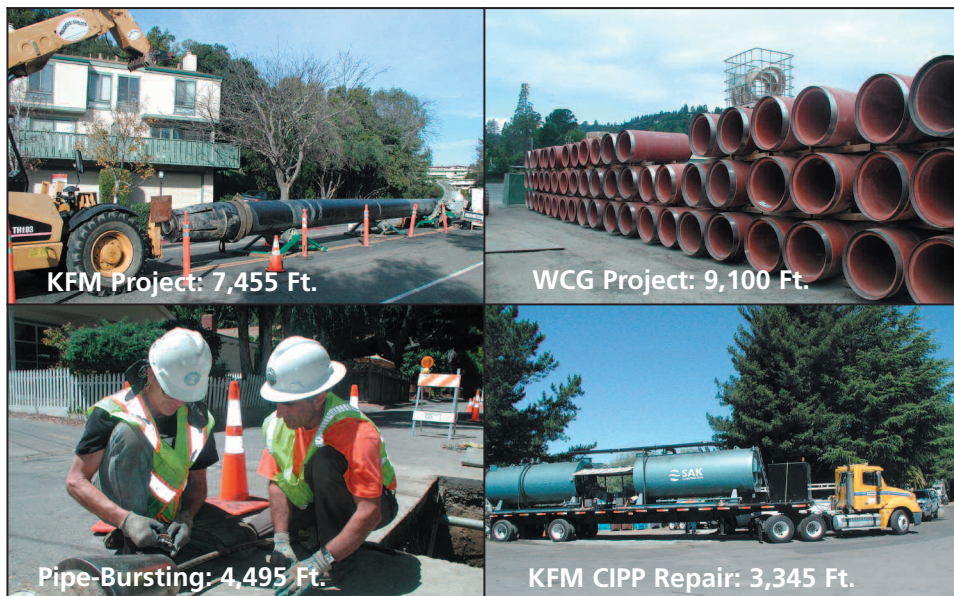 TH103
KFM Project: 7,455 Ft.
WCG Project: 9,100 Ft.
Pipe-Bursting: 4,495 Ft.
SAK
KFM CIPP Repair: 3,345 Ft.